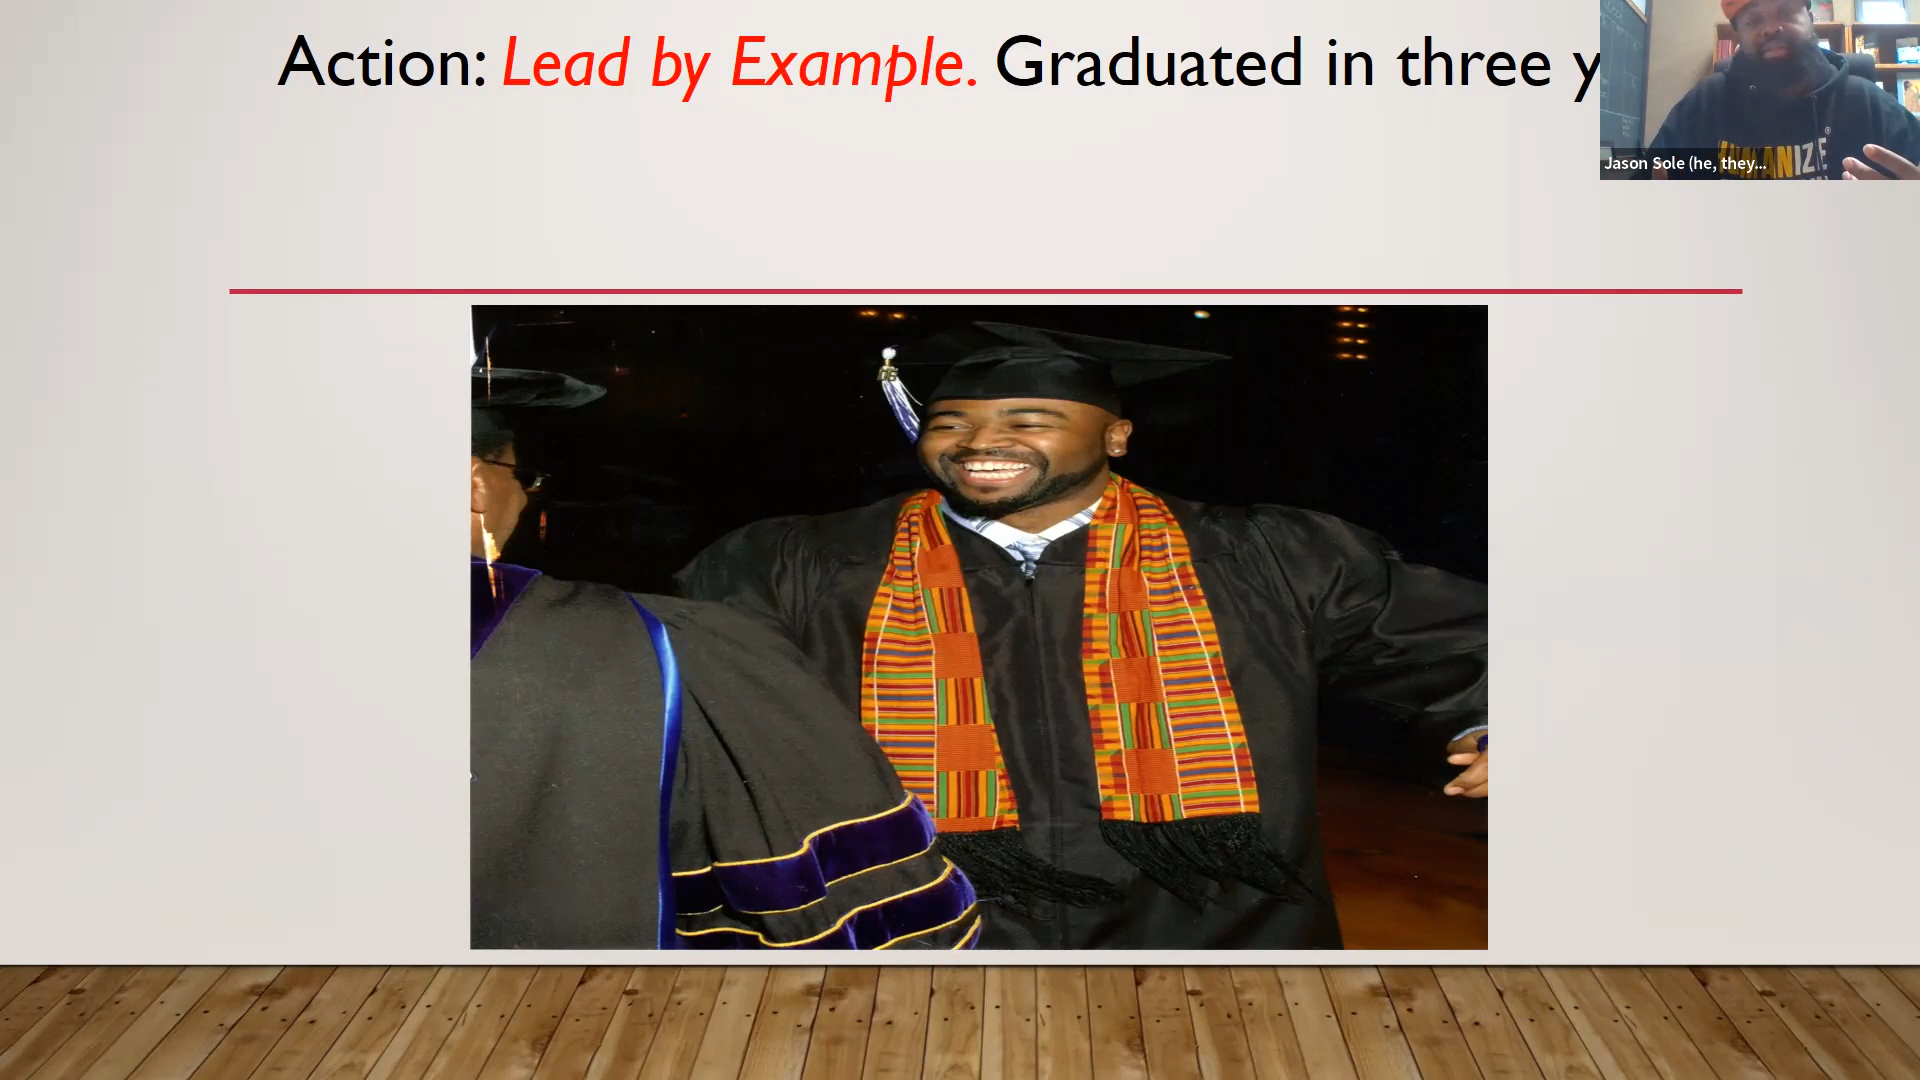 Action: Lead by Example. Graduated in three y
Jason Sole (he, they...